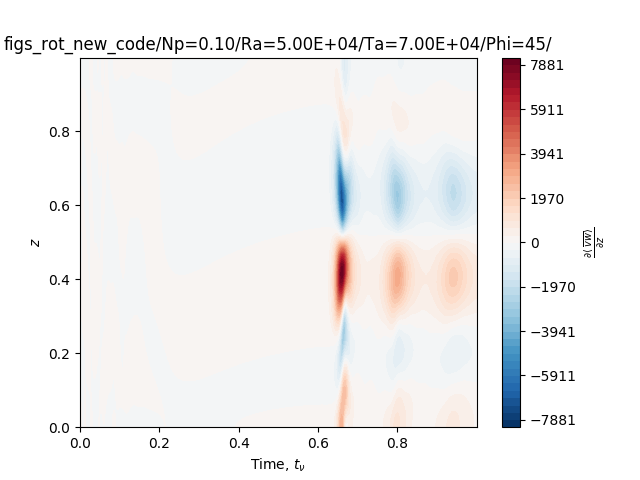 figs_rot_new_code/Np=0.10/Ra=5.00E+04/Ta=7.00E+04/Phi=45/
0.8
0.6
0.4
0.2
0.0
z
0.0 0.2 0.4 0.6 0.8
Time, tν
7881
5911
3941
1970
0
−1970
−3941
−5911
−7881
∂⟨v̅w̅⟩/∂z